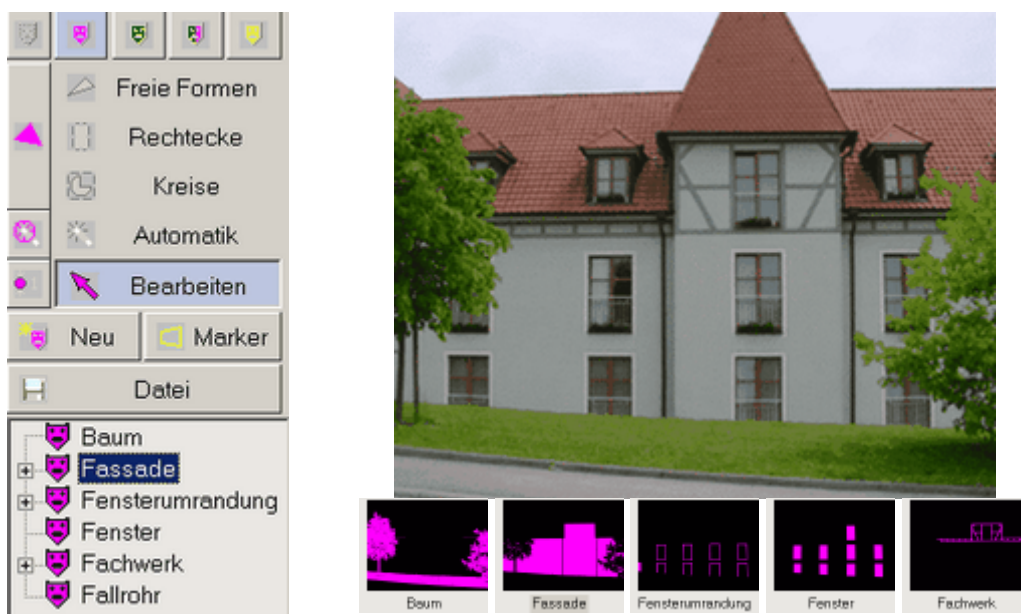 Freie Formen
Rechtecke
Kreise
Automatik
Bearbeiten
Neu
Marker
Datei
Baum
Fassade
Fensterumrandung
Fenster
Fachwerk
Fallrohr
Baum
Fassade
Fensterumrandung
Fenster
Fachwerk